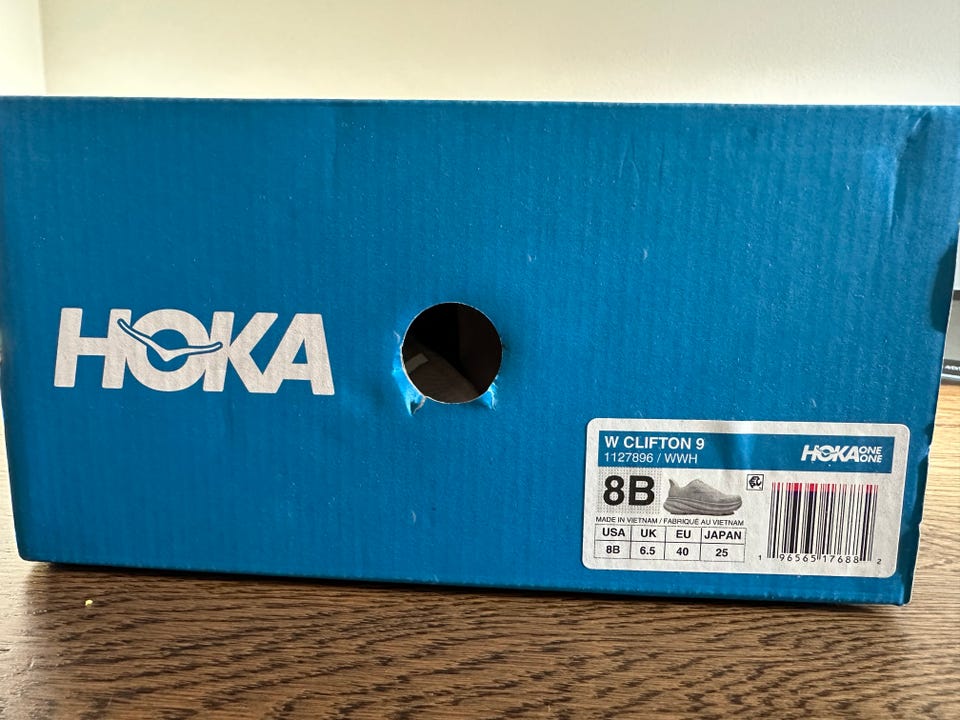 HOKA
W CLIFTON 9
1127896 / WWH
HOKA ONE ONE
8B
MADE IN VIETNAM / FABRIQUÉ AU VIETNAM
USA UK EU JAPAN
8B 6.5 40 25
1 96565 17688 2